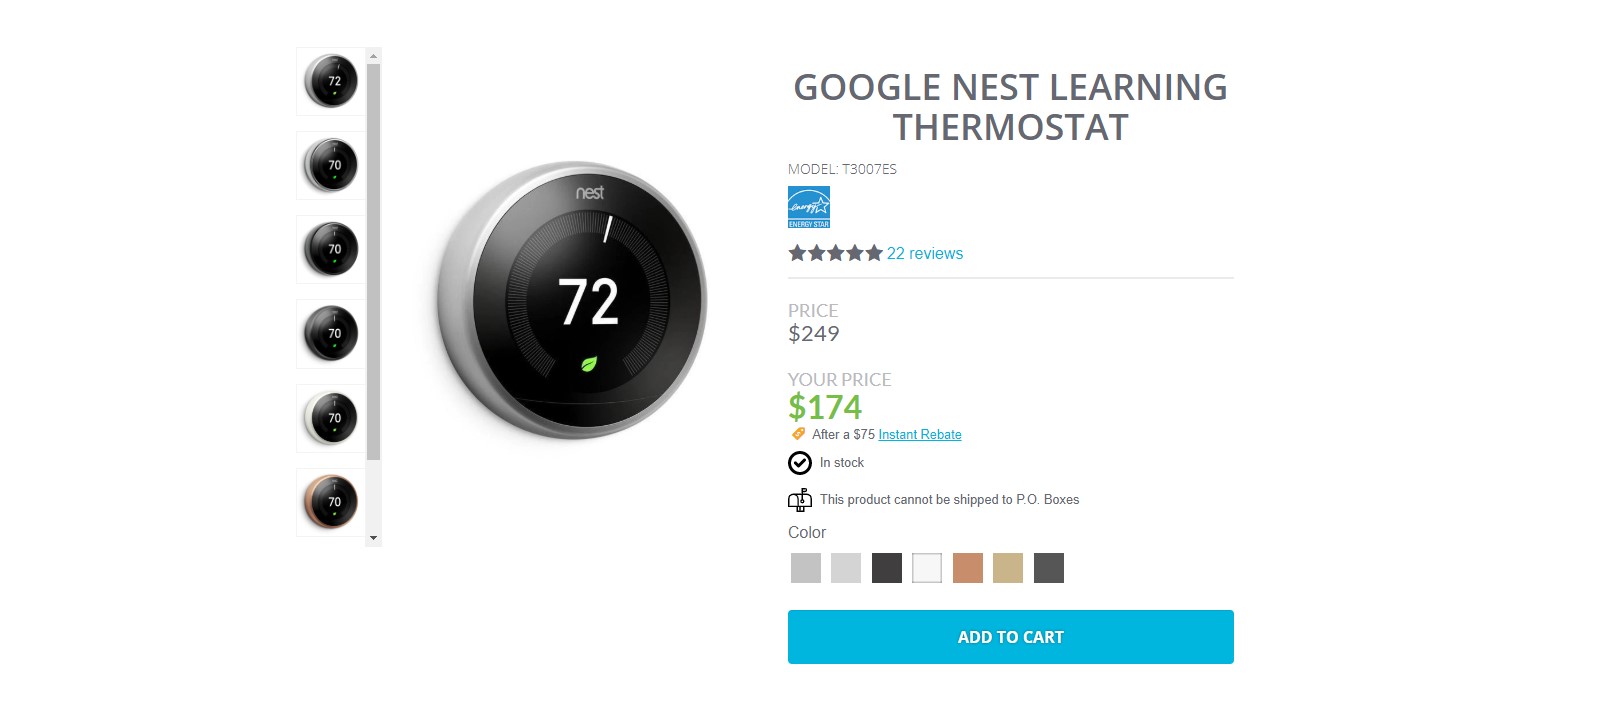 72
70
70
70
70
70
nest
72
GOOGLE NEST LEARNING
THERMOSTAT
MODEL: T3007ES
energy
ENERGY STAR
22 reviews
PRICE
$249
YOUR PRICE
$174
After a $75 Instant Rebate
In stock
This product cannot be shipped to P.O. Boxes
Color
ADD TO CART